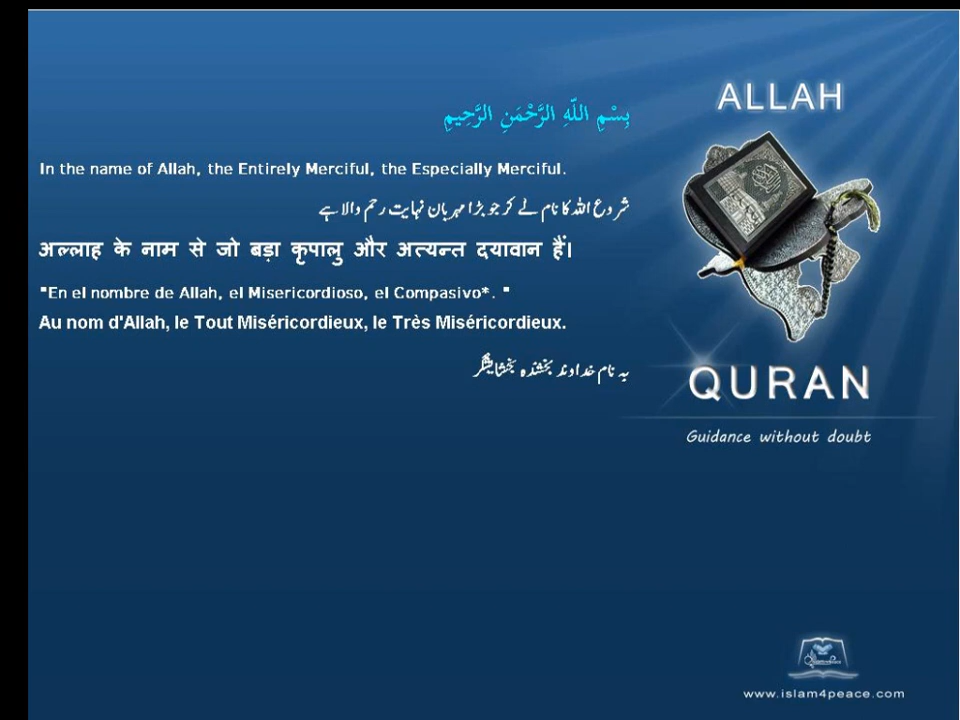 بِسْمِ اللَّهِ الرَّحْمَنِ الرَّحِيمِ
In the name of Allah, the Entirely Merciful, the Especially Merciful.
شروع الله کا نام لے کر جو بڑا مہربان نہایت رحم والا ہے
अल्लाह के नाम से जो बड़ा कृपालु और अत्यन्त दयावान हैं।
"En el nombre de Allah, el Misericordioso, el Compasivo*. "
Au nom d'Allah, le Tout Miséricordieux, le Très Miséricordieux.
به نام خداوند بخشنده بخشایشگر
ALLAH
QURAN
Guidance without doubt
www.islam4peace.com